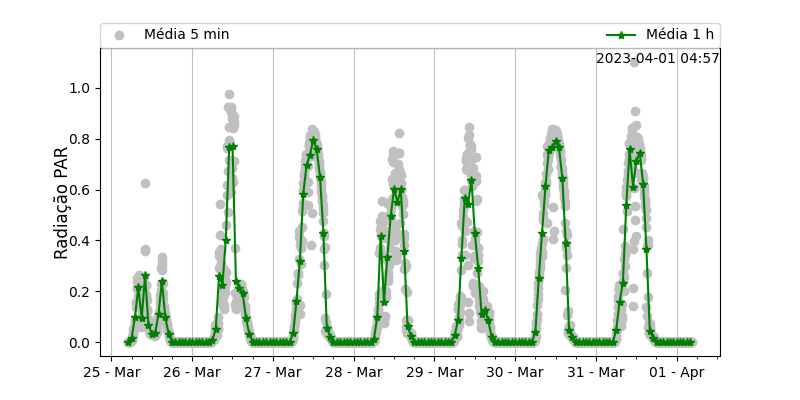 Média 5 min
Média 1 h
2023-04-01 04:57
Radiação PAR
1.0
0.8
0.6
0.4
0.2
0.0
25 - Mar
26 - Mar
27 - Mar
28 - Mar
29 - Mar
30 - Mar
31 - Mar
01 - Apr